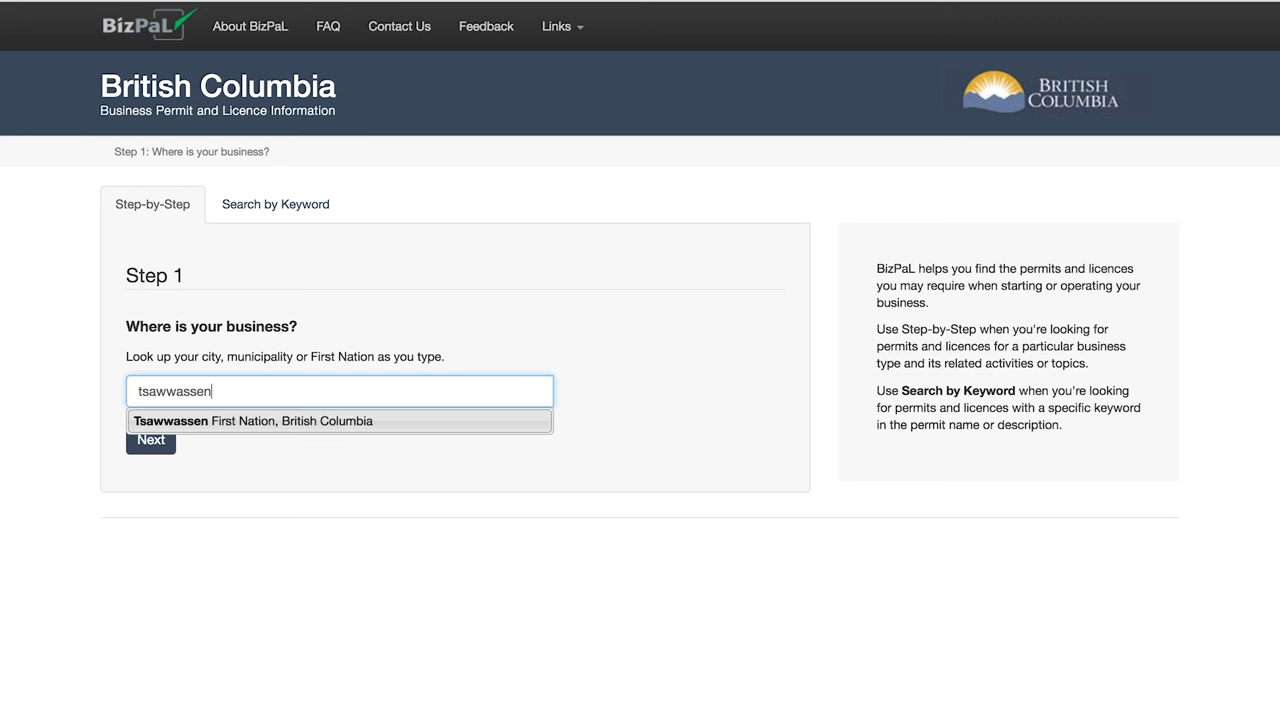 BizPaL
About BizPaL
FAQ
Contact Us
Feedback
Links
British Columbia
Business Permit and Licence Information
BRITISH
COLUMBIA
Step 1: Where is your business?
Step-by-Step
Search by Keyword
Step 1
Where is your business?
Look up your city, municipality or First Nation as you type.
tsawwassen
Tsawwassen First Nation, British Columbia
Next
BizPaL helps you find the permits and licences
you may require when starting or operating your
business.
Use Step-by-Step when you're looking for
permits and licences for a particular business
type and its related activities or topics.
Use Search by Keyword when you're looking
for permits and licences with a specific keyword
in the permit name or description.